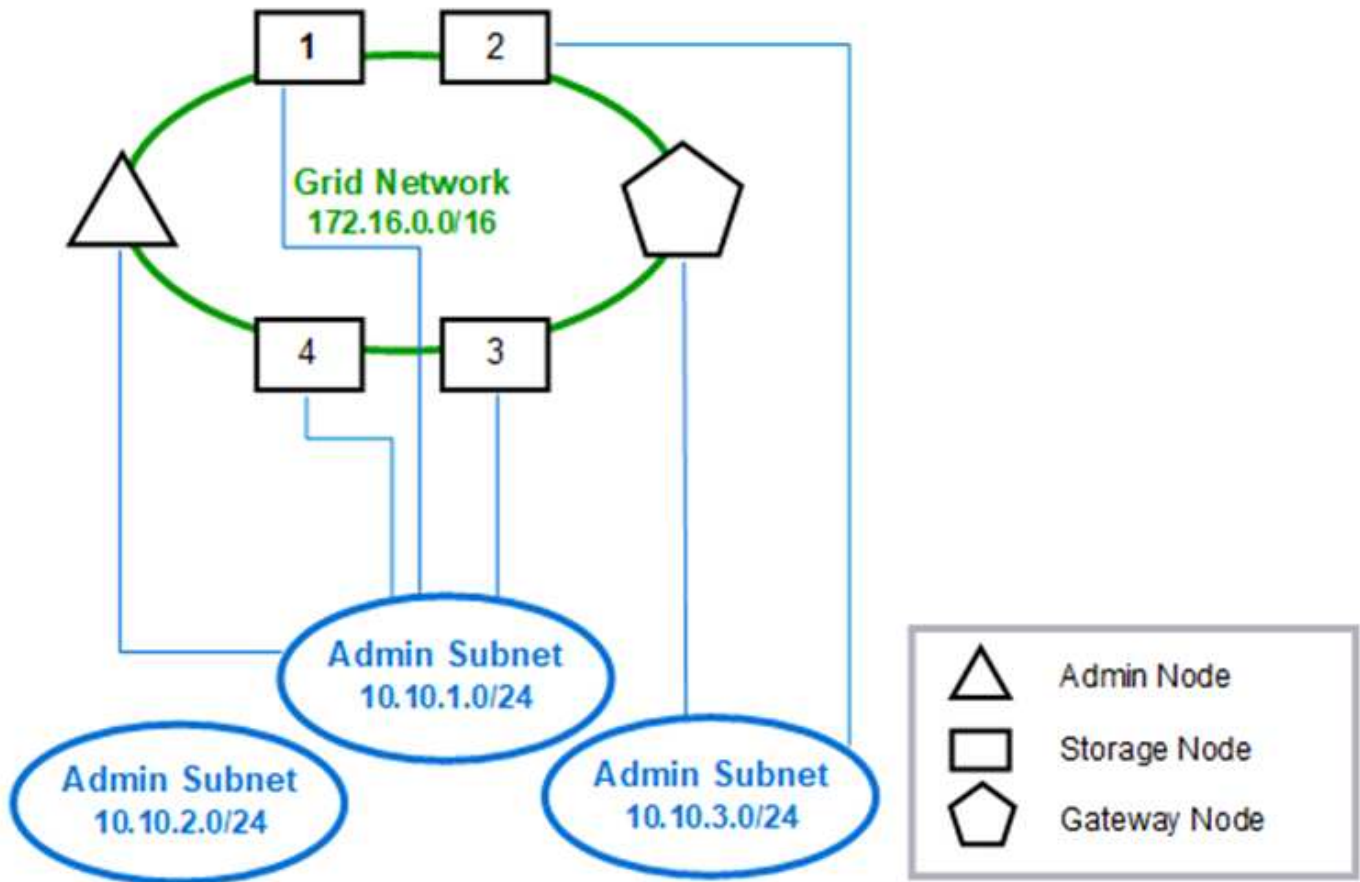 1
2
Grid Network
172.16.0.0/16
4
3
Admin Subnet
10.10.1.0/24
Admin Subnet
10.10.2.0/24
Admin Subnet
10.10.3.0/24
Admin Node
Storage Node
Gateway Node